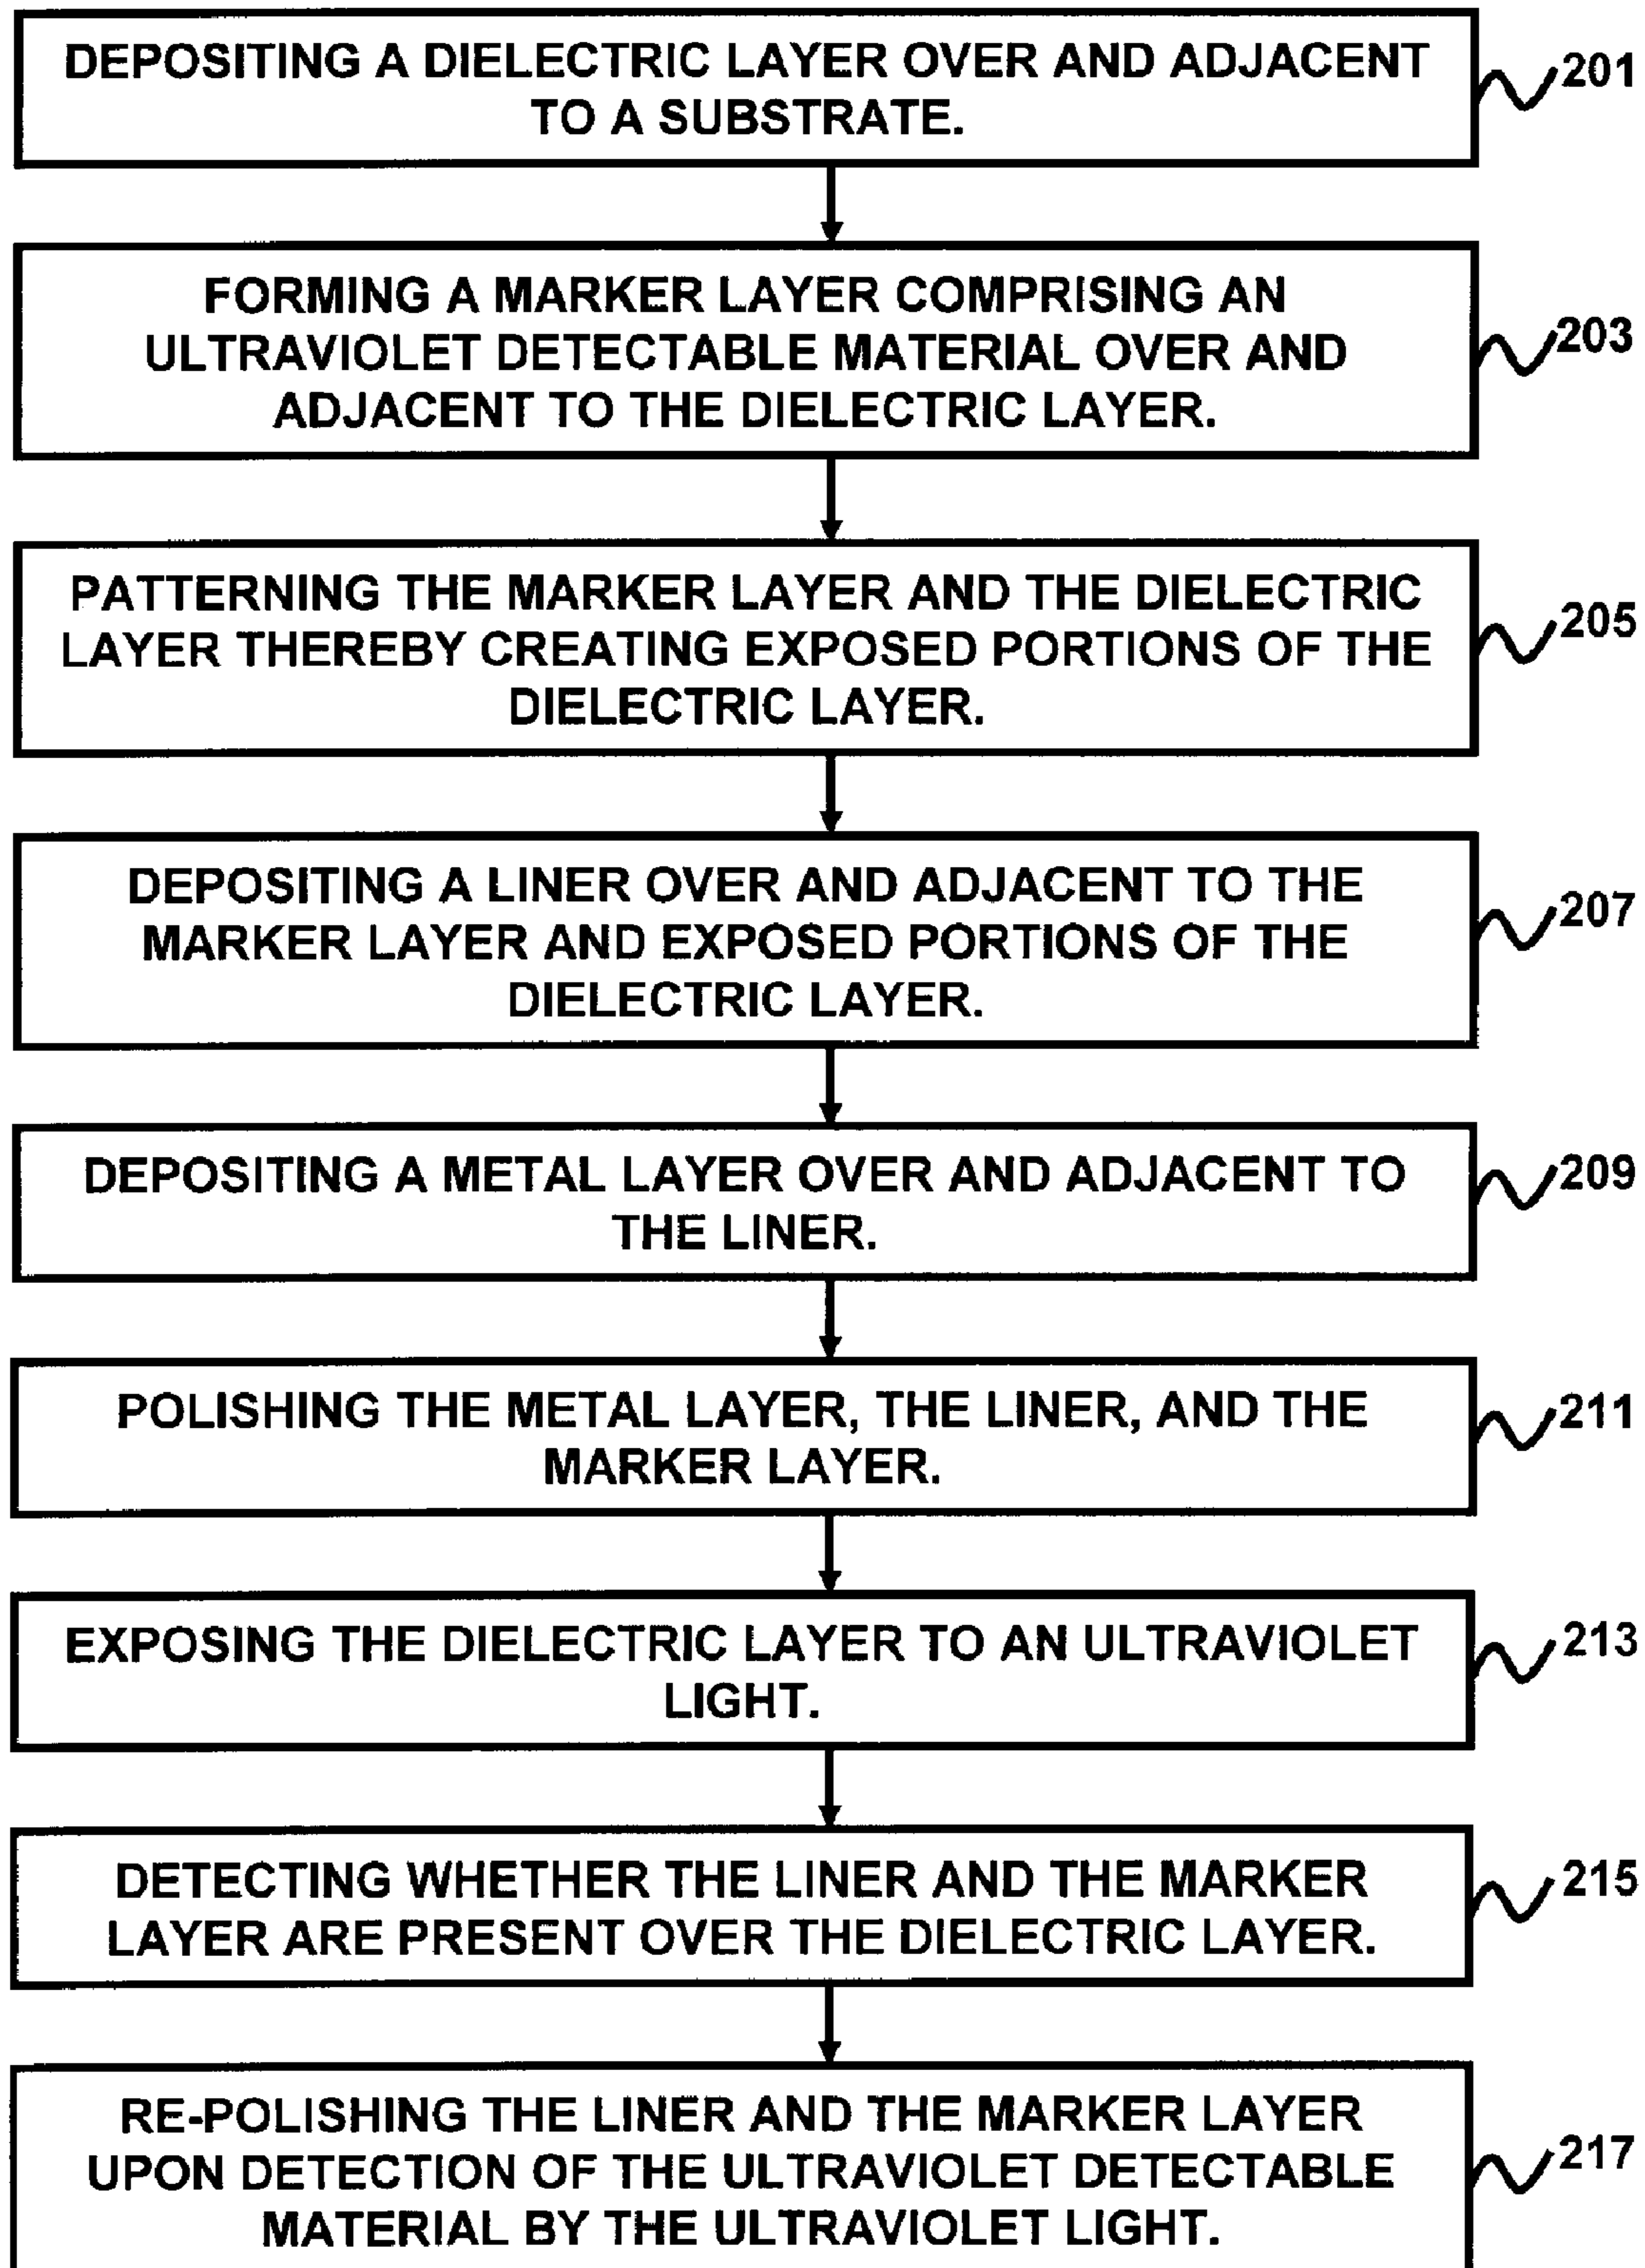 DEPOSITING A DIELECTRIC LAYER OVER AND ADJACENT
TO A SUBSTRATE.
201
FORMING A MARKER LAYER COMPRISING AN
ULTRAVIOLET DETECTABLE MATERIAL OVER AND
ADJACENT TO THE DIELECTRIC LAYER.
203
PATTERNING THE MARKER LAYER AND THE DIELECTRIC
LAYER THEREBY CREATING EXPOSED PORTIONS OF THE
DIELECTRIC LAYER.
205
DEPOSITING A LINER OVER AND ADJACENT TO THE
MARKER LAYER AND EXPOSED PORTIONS OF THE
DIELECTRIC LAYER.
207
DEPOSITING A METAL LAYER OVER AND ADJACENT TO
THE LINER.
209
POLISHING THE METAL LAYER, THE LINER, AND THE
MARKER LAYER.
211
EXPOSING THE DIELECTRIC LAYER TO AN ULTRAVIOLET
LIGHT.
213
DETECTING WHETHER THE LINER AND THE MARKER
LAYER ARE PRESENT OVER THE DIELECTRIC LAYER.
215
RE-POLISHING THE LINER AND THE MARKER LAYER
UPON DETECTION OF THE ULTRAVIOLET DETECTABLE
MATERIAL BY THE ULTRAVIOLET LIGHT.
217